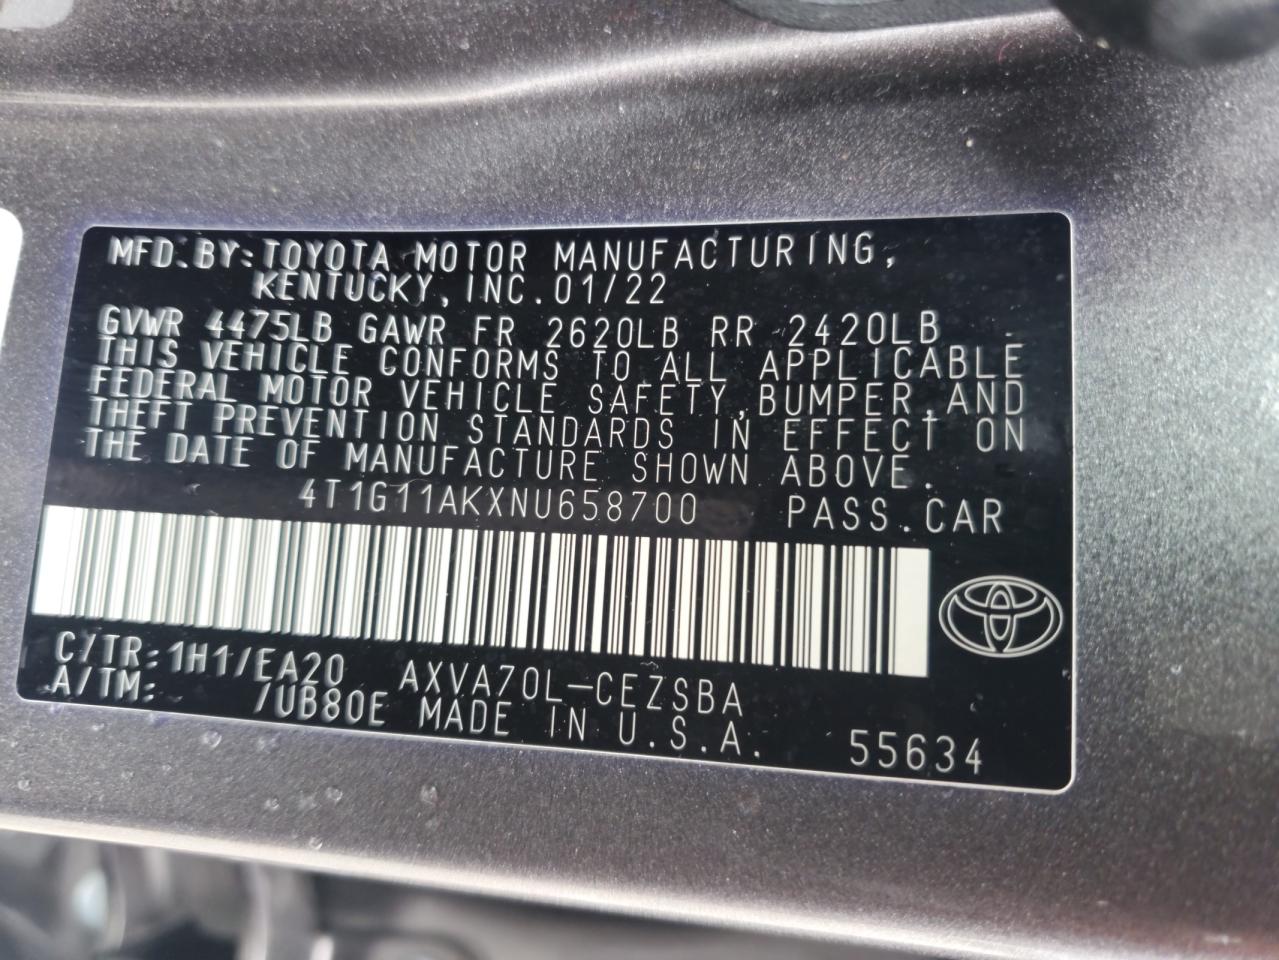 MFD.BY:TOYOTA MOTOR MANUFACTURING,
KENTUCKY,INC.01/22
GVWR 4475LB GAWR FR 2620LB RR 2420LB
THIS VEHICLE CONFORMS TO ALL APPLICABLE
FEDERAL MOTOR VEHICLE SAFETY,BUMPER,AND
THEFT PREVENTION STANDARDS IN EFFECT ON
THE DATE OF MANUFACTURE SHOWN ABOVE.
4T1G11AKXNU658700 PASS.CAR
C/TR:1H1/EA20 AXVA70L-CEZSBA
A/TM: /UB80E MADE IN U.S.A. 55634